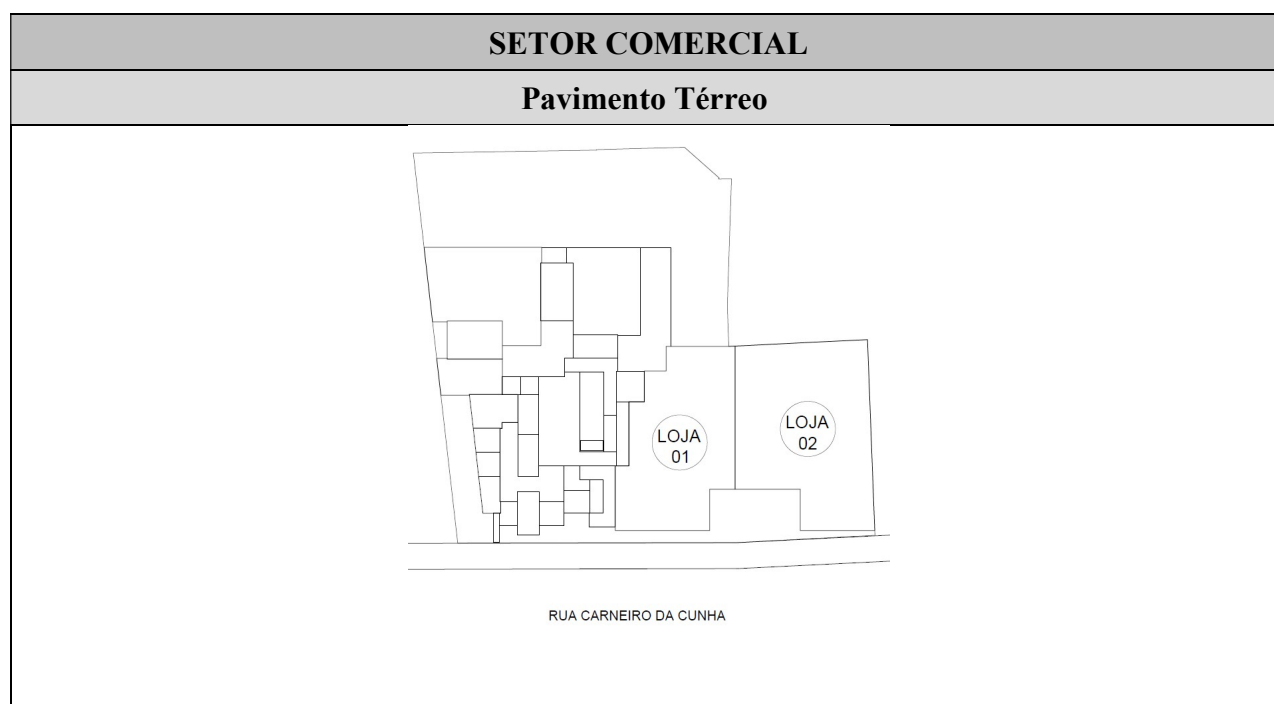 SETOR COMERCIAL
Pavimento Térreo
LOJA
01
LOJA
02
RUA CARNEIRO DA CUNHA